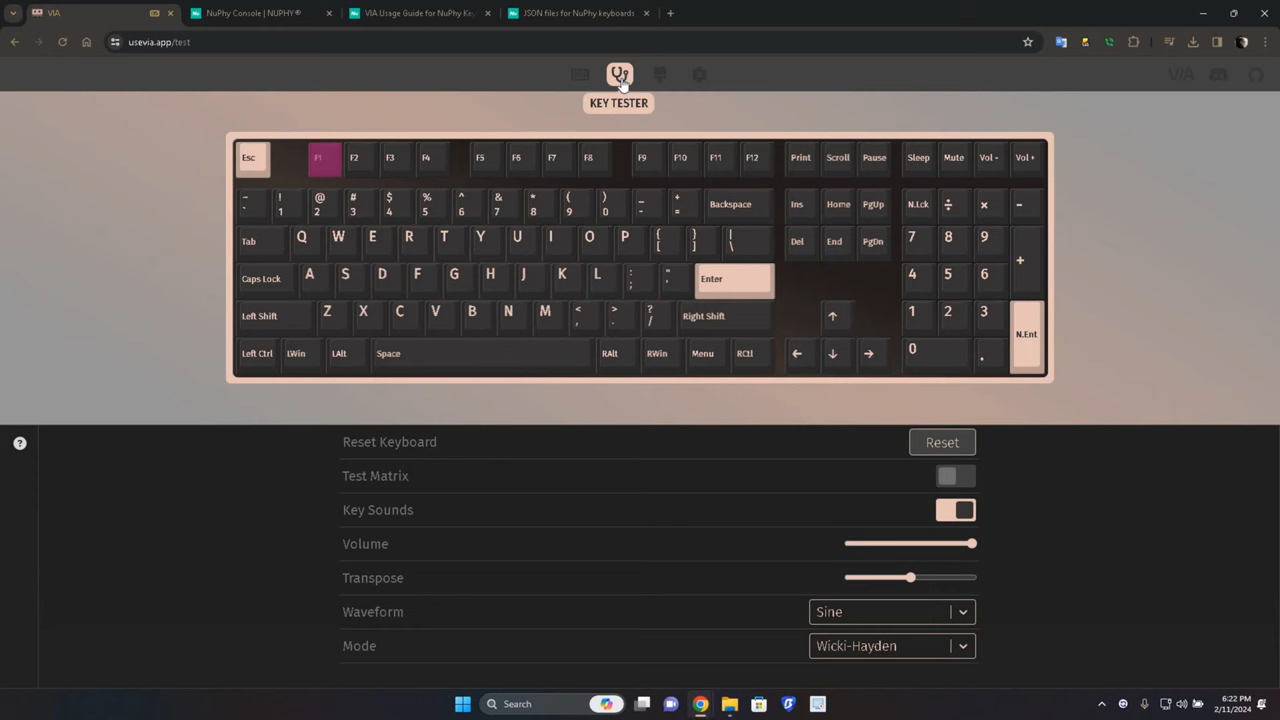 VIA
NuPhy Console | NUPHY®
VIA Usage Guide for NuPhy Key
JSON files for NuPhy keyboards
usevia.app/test
VIA
KEY TESTER
Esc F1 F2 F3 F4 F5 F6 F7 F8 F9 F10 F11 F12 Print Scroll Pause Sleep Mute Vol - Vol +
~ ! @ # $ % ^ & * ( ) _ +
` 1 2 3 4 5 6 7 8 9 0 - = Backspace Ins Home PgUp N.Lck ÷ × -
Tab Q W E R T Y U I O P { } |
[ ] \ Del End PgDn 7 8 9 +
Caps Lock A S D F G H J K L : "
; ' Enter 4 5 6
Left Shift Z X C V B N M < > ?
, . / Right Shift ↑ 1 2 3 N.Ent
Left Ctrl LWin LAlt Space RAlt RWin Menu RCtl ← ↓ → 0 .
?
Reset Keyboard Reset
Test Matrix
Key Sounds
Volume
Transpose
Waveform Sine
Mode Wicki-Hayden
Search
6:22 PM
2/11/2024